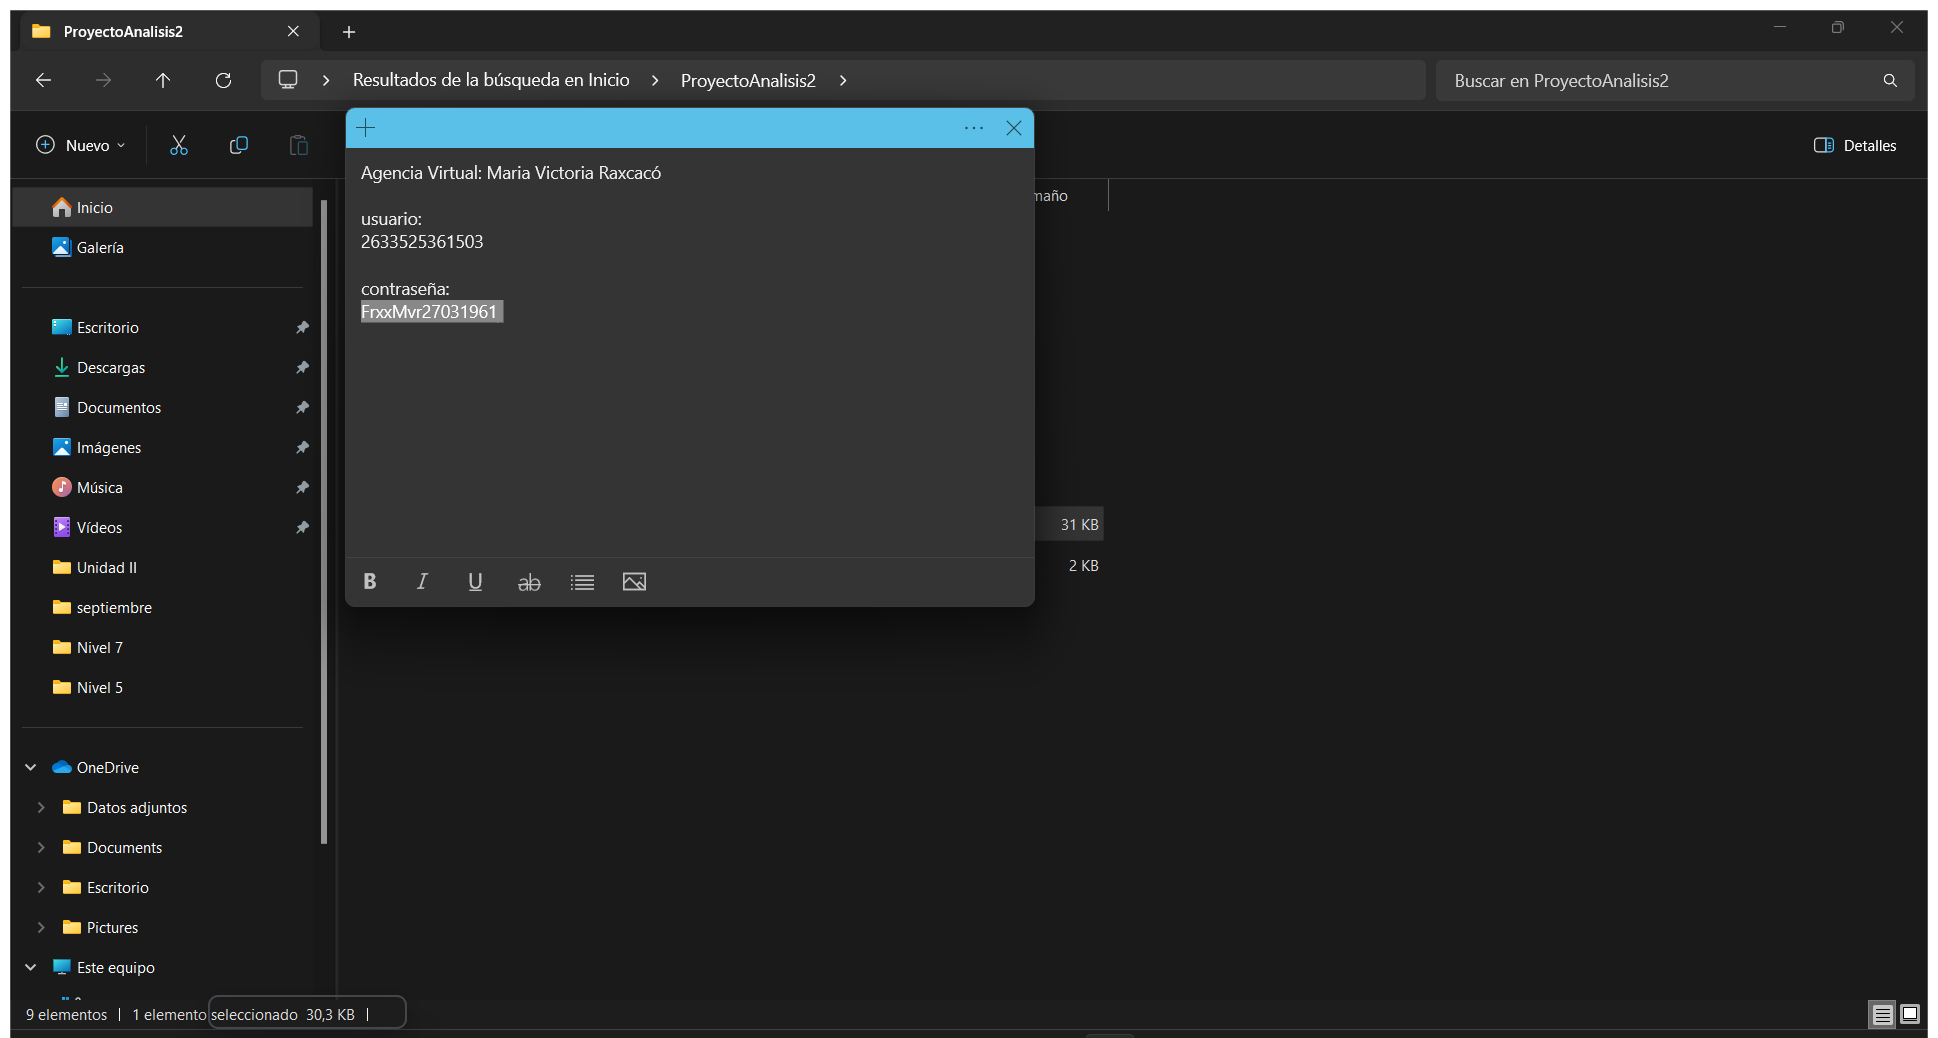 ProyectoAnalisis2
Resultados de la búsqueda en Inicio > ProyectoAnalisis2 >
Buscar en ProyectoAnalisis2
Nuevo
Detalles
Agencia Virtual: Maria Victoria Raxcacó
usuario:
2633525361503
contraseña:
FrxxMvr27031961
maño
31 KB
2 KB
B I U ab
Inicio
Galería
Escritorio
Descargas
Documentos
Imágenes
Música
Vídeos
Unidad II
septiembre
Nivel 7
Nivel 5
OneDrive
Datos adjuntos
Documents
Escritorio
Pictures
Este equipo
9 elementos | 1 elemento seleccionado 30,3 KB |